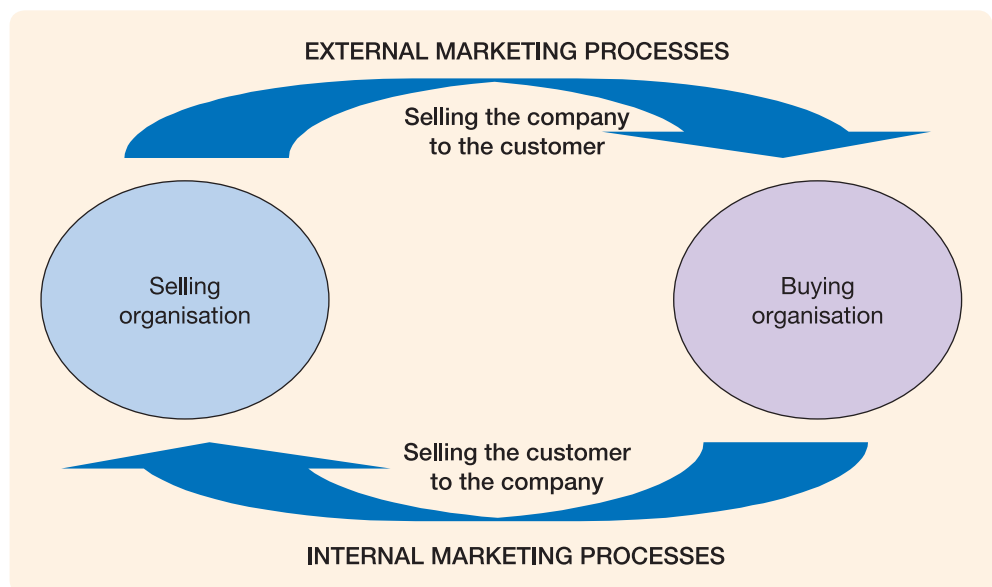 EXTERNAL MARKETING PROCESSES
Selling the company
to the customer
Selling
organisation
Buying
organisation
Selling the customer
to the company
INTERNAL MARKETING PROCESSES